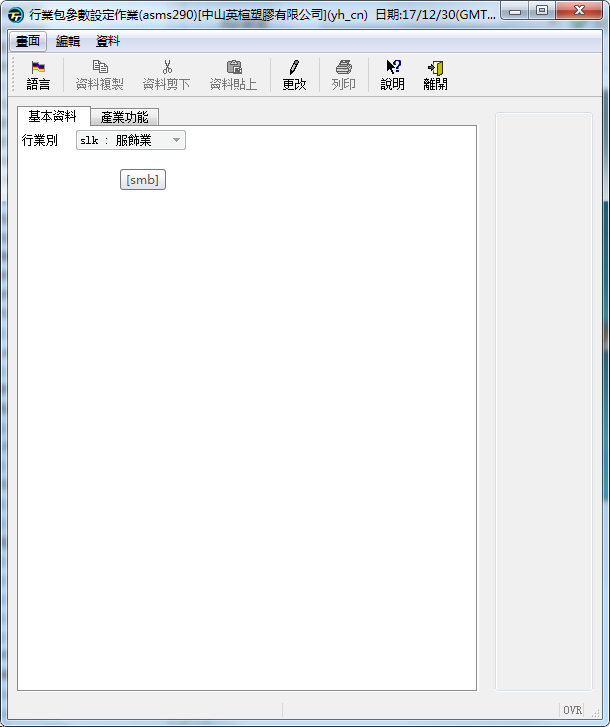 行業包參數設定作業(asms290)[中山英楦塑膠有限公司](yh_cn) 日期:17/12/30(GMT...
畫面 編輯 資料
語言 資料複製 資料剪下 資料貼上 更改 列印 說明 離開
基本資料 產業功能
行業別 slk : 服飾業
[smb]
OVR